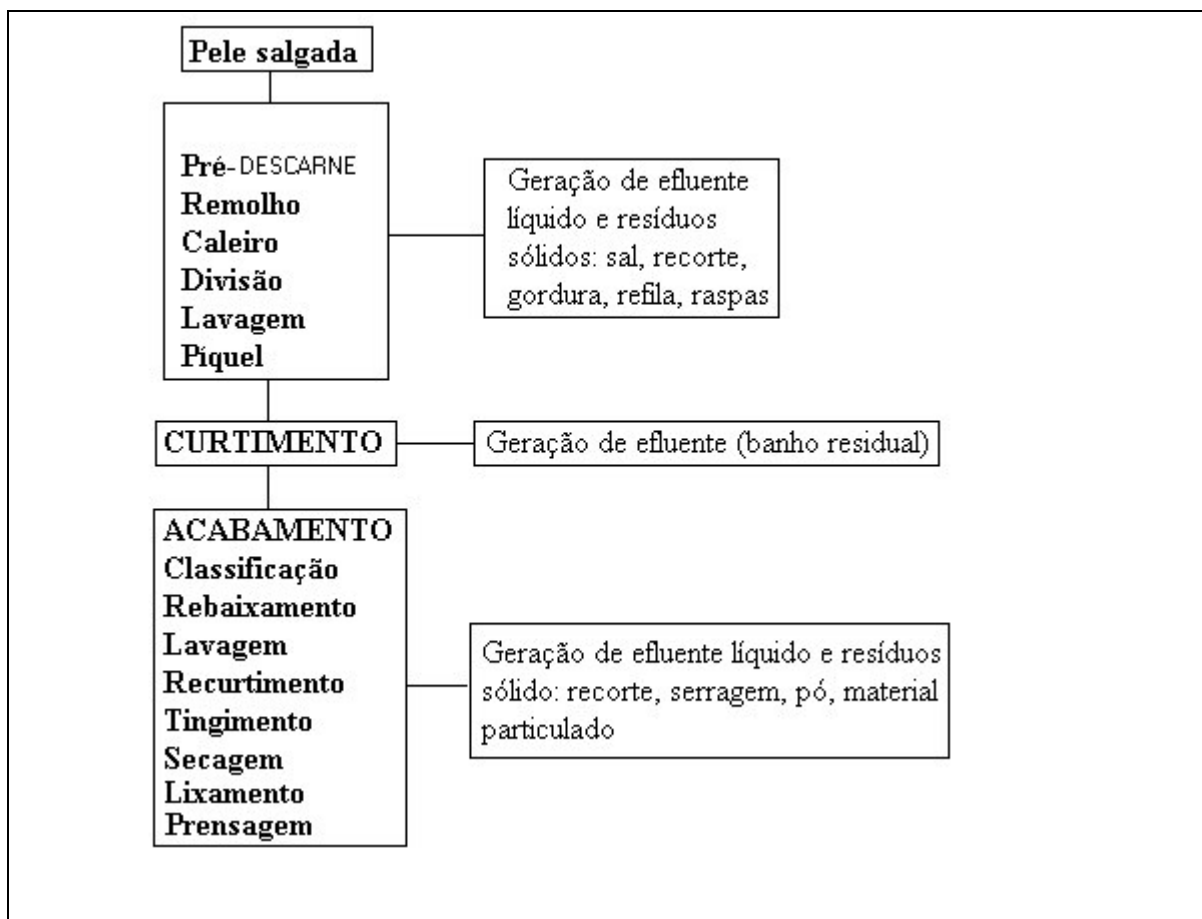 Pele salgada
Pré-DESCARNE
Remolho
Caleiro
Divisão
Lavagem
Píquel
Geração de efluente
líquido e resíduos
sólidos: sal, recorte,
gordura, refila, raspas
CURTIMENTO
Geração de efluente (banho residual)
ACABAMENTO
Classificação
Rebaixamento
Lavagem
Recurtimento
Tingimento
Secagem
Lixamento
Prensagem
Geração de efluente líquido e resíduos
sólido: recorte, serragem, pó, material
particulado